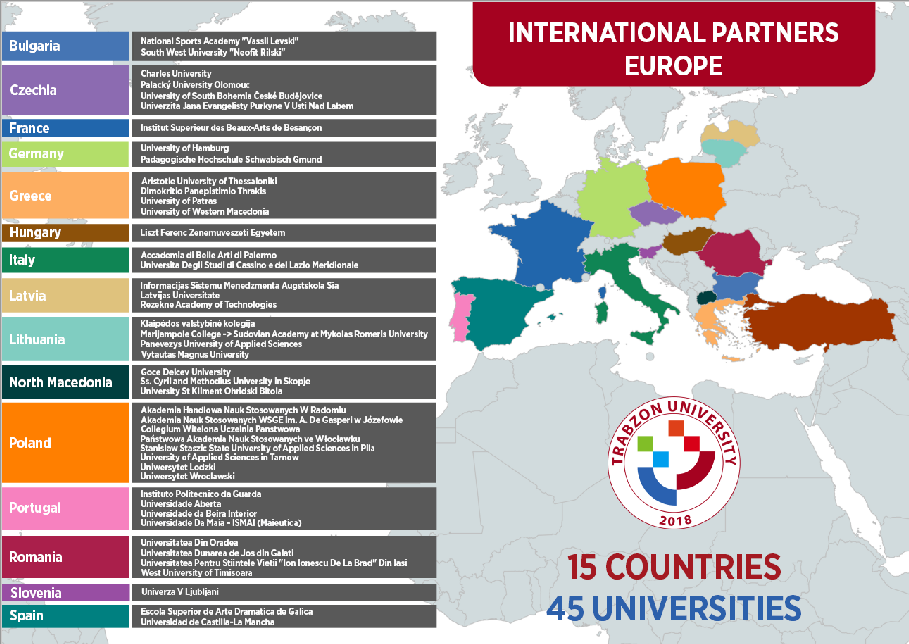 INTERNATIONAL PARTNERS
EUROPE
Bulgaria
National Sports Academy "Vassil Levski"
South West University "Neofit Rilski"
Czechia
Charles University
Palacký University Olomouc
University of South Bohemia České Budějovice
Univerzita Jana Evangelisty Purkyne V Usti Nad Labem
France
Institut Superieur des Beaux-Arts de Besançon
Germany
University of Hamburg
Padagogische Hochschule Schwabisch Gmund
Greece
Aristotio University of Thessaloniki
Dimokritio Panepistimio Thrakis
University of Patras
University of Western Macedonia
Hungary
Liszt Ferenc Zenemuveszeti Egyetem
Italy
Accademia di Belle Arti di Palermo
Universita Degli Studi di Cassino e del Lazio Meridionale
Latvia
Informacijas Sistemu Menedzmenta Augstskola Sia
Latvijas Universitate
Rezekne Academy of Technologies
Lithuania
Klaipėdos valstybinė kolegija
Marijampole College -> Sudovian Academy at Mykolas Romeris University
Panevezys University of Applied Sciences
Vytautas Magnus University
North Macedonia
Goce Delcev University
Ss. Cyril and Methodius University in Skopje
University St Kliment Ohridski Bitola
Poland
Akademia Handlowa Nauk Stosowanych W Radomiu
Akademia Nauk Stosowanych WSGE im. A. De Gasperi w Józefowie
Collegium Witelona Uczelnia Panstwowa
Państwowa Akademia Nauk Stosowanych ve Włocławku
Stanislaw Staszic State University of Applied Sciences in Pila
University of Applied Sciences in Tarnow
Uniwersytet Lodzki
Uniwersytet Wroclawski
Portugal
Instituto Politecnico da Guarda
Universidade Aberta
Universidade da Beira Interior
Universidade Da Maia - ISMAI (Maieutica)
Romania
Universitatea Din Oradea
Universitatea Dunarea de Jos din Galati
Universitatea Pentru Stiintele Vietii "Ion Ionescu De La Brad" Din Iasi
West University of Timisoara
Slovenia
Univerza V Ljubljani
Spain
Escola Superior de Arte Dramatica de Galica
Universidad de Castilla-La Mancha
TRABZON UNIVERSITY
2018
15 COUNTRIES
45 UNIVERSITIES